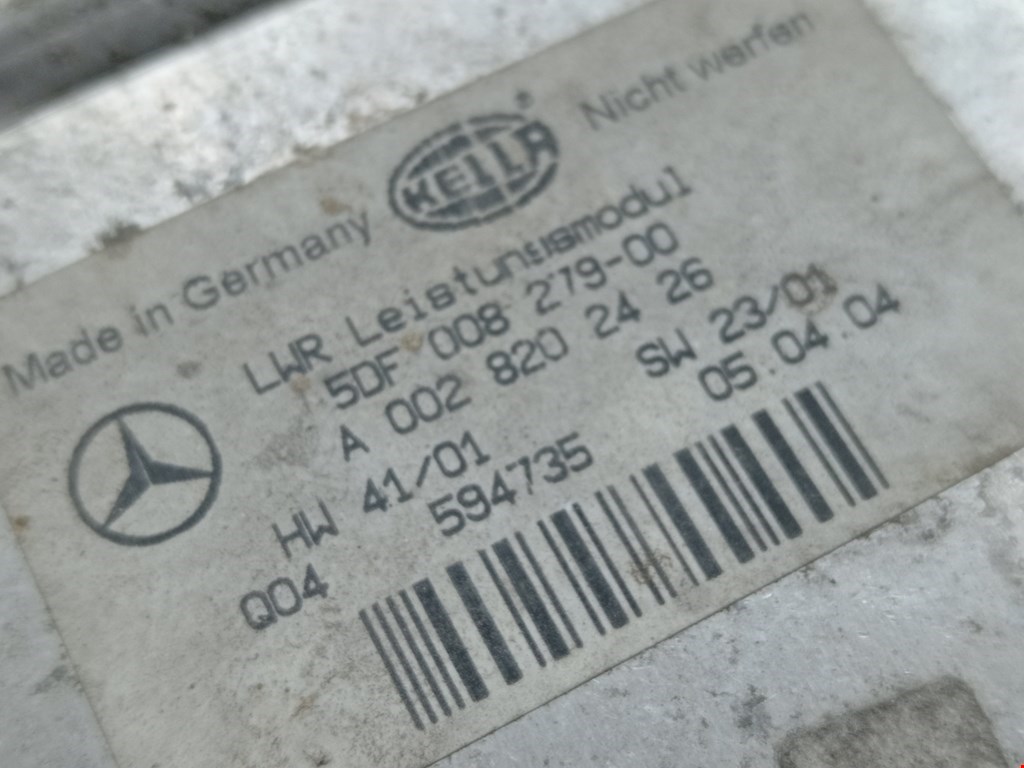 Made in Germany HELLA Nicht werfen
LWR Leistungsmodul
5DF 008 279-00
A 002 820 24 26
HW 41/01 SW 23/01
Q04 594735 05.04.04